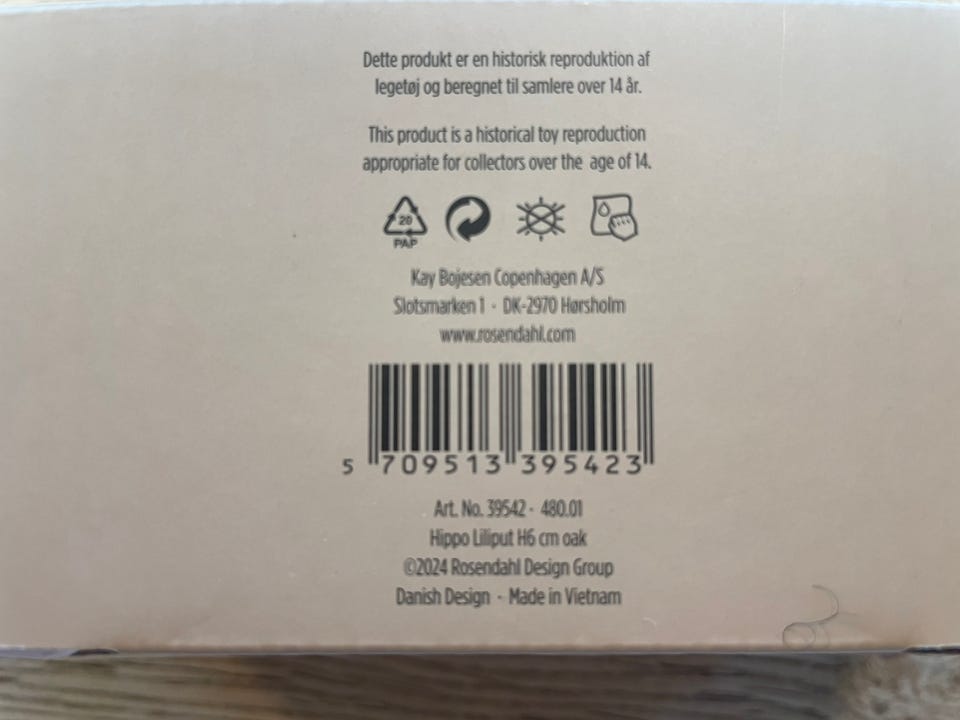 Dette produkt er en historisk reproduktion af
legetøj og beregnet til samlere over 14 år.
This product is a historical toy reproduction
appropriate for collectors over the age of 14.
20
PAP
Kay Bojesen Copenhagen A/S
Slotsmarken 1 · DK-2970 Hørsholm
www.rosendahl.com
5 709513 395423
Art. No. 39542 · 480.01
Hippo Liliput H6 cm oak
©2024 Rosendahl Design Group
Danish Design · Made in Vietnam